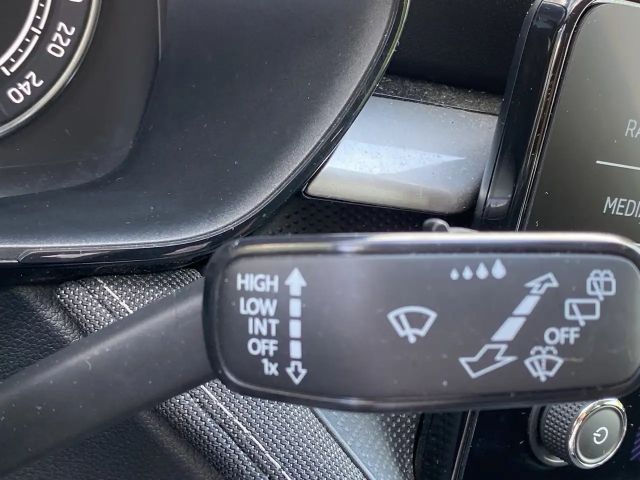 220
240
RA
MEDI
HIGH
LOW
INT
OFF
1x
OFF